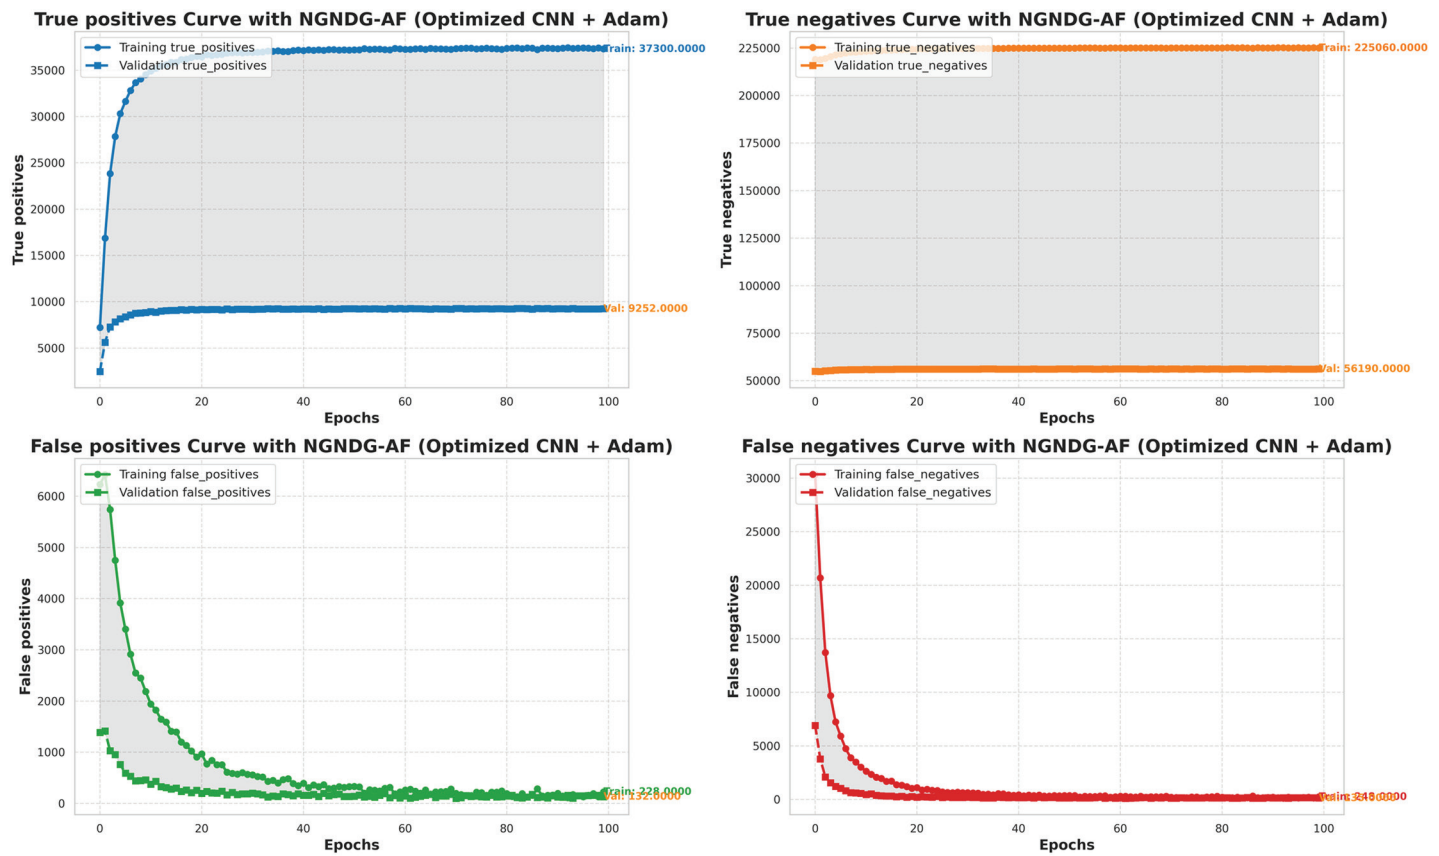 True positives Curve with NGNDG-AF (Optimized CNN + Adam)
Training true_positives
Validation true_positives
Train: 37300.0000
Val: 9252.0000
True positives
35000
30000
25000
20000
15000
10000
5000
0
20
40
60
80
100
Epochs
True negatives Curve with NGNDG-AF (Optimized CNN + Adam)
Training true_negatives
Validation true_negatives
Train: 225060.0000
Val: 56190.0000
True negatives
225000
200000
175000
150000
125000
100000
75000
50000
0
20
40
60
80
100
Epochs
False positives Curve with NGNDG-AF (Optimized CNN + Adam)
Training false_positives
Validation false_positives
Train: 228.0000
Val: 132.0000
False positives
6000
5000
4000
3000
2000
1000
0
0
20
40
60
80
100
Epochs
False negatives Curve with NGNDG-AF (Optimized CNN + Adam)
Training false_negatives
Validation false_negatives
Train: 248.0000
False negatives
30000
25000
20000
15000
10000
5000
0
0
20
40
60
80
100
Epochs